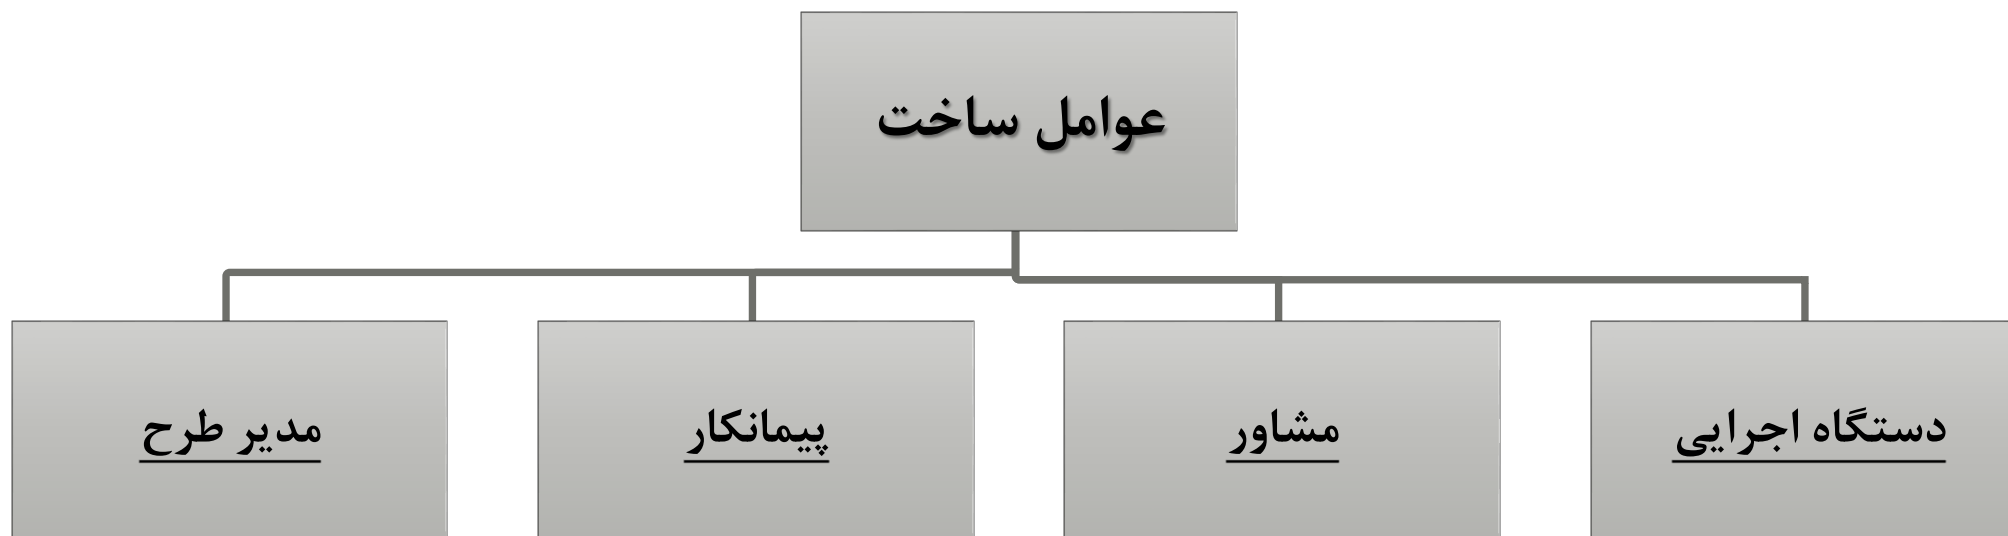 عوامل ساخت
دستگاه اجرایی
مشاور
پیمانکار
مدیر طرح